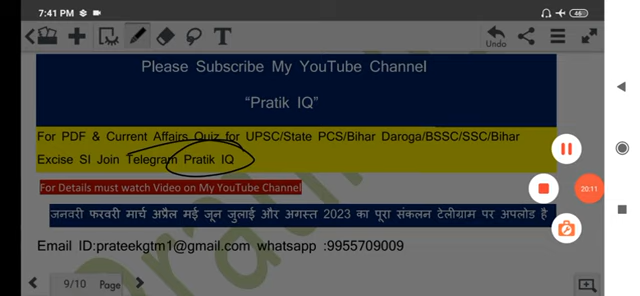 7:41 PM
46
Undo
Please Subscribe My YouTube Channel
“Pratik IQ”
For PDF & Current Affairs Quiz for UPSC/State PCS/Bihar Daroga/BSSC/SSC/Bihar
Excise SI Join Telegram Pratik IQ
For Details must watch Video on My YouTube Channel
20:11
जनवरी फरवरी मार्च अप्रैल मई जून जुलाई और अगस्त 2023 का पूरा संकलन टेलीग्राम पर अपलोड है
Email ID:prateekgtm1@gmail.com whatsapp :9955709009
9/10 Page